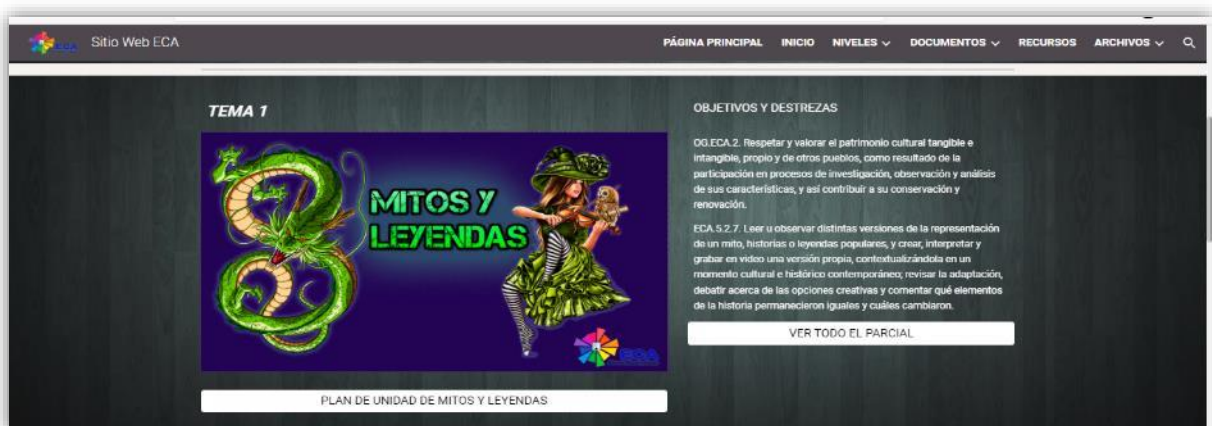 ECA Sitio Web ECA PÁGINA PRINCIPAL INICIO NIVELES DOCUMENTOS RECURSOS ARCHIVOS
TEMA 1
MITOS Y
LEYENDAS
ECA
PLAN DE UNIDAD DE MITOS Y LEYENDAS
OBJETIVOS Y DESTREZAS
OG.ECA.2. Respetar y valorar el patrimonio cultural tangible e
intangible, propio y de otros pueblos, como resultado de la
participación en procesos de investigación, observación y análisis
de sus características, y así contribuir a su conservación y
renovación.
ECA.5.2.7. Leer u observar distintas versiones de la representación
de un mito, historias o leyendas populares, y crear, interpretar y
grabar en video una versión propia, contextualizándola en un
momento cultural e histórico contemporáneo; revisar la adaptación,
debatir acerca de las opciones creativas y comentar qué elementos
de la historia permanecieron iguales y cuáles cambiaron.
VER TODO EL PARCIAL